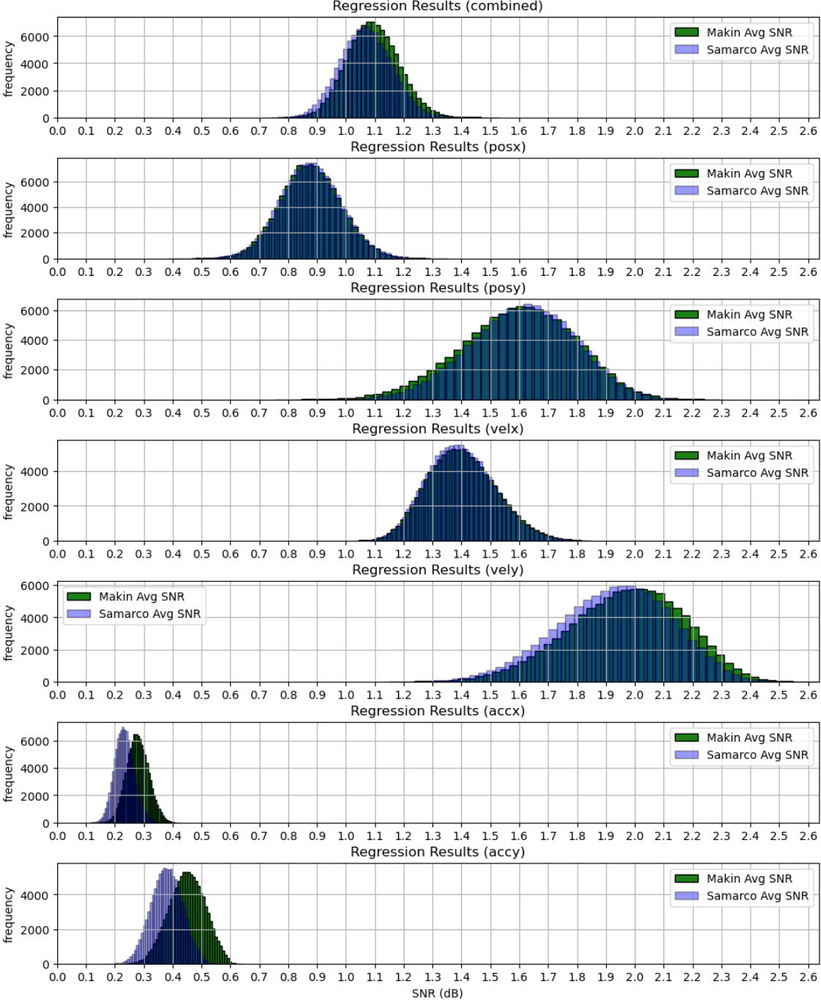 Regression Results (combined)
frequency
6000
4000
2000
0
Makin Avg SNR
Samarco Avg SNR
0.0 0.1 0.2 0.3 0.4 0.5 0.6 0.7 0.8 0.9 1.0 1.1 1.2 1.3 1.4 1.5 1.6 1.7 1.8 1.9 2.0 2.1 2.2 2.3 2.4 2.5 2.6
Regression Results (posx)
frequency
6000
4000
2000
0
Makin Avg SNR
Samarco Avg SNR
0.0 0.1 0.2 0.3 0.4 0.5 0.6 0.7 0.8 0.9 1.0 1.1 1.2 1.3 1.4 1.5 1.6 1.7 1.8 1.9 2.0 2.1 2.2 2.3 2.4 2.5 2.6
Regression Results (posy)
frequency
6000
4000
2000
0
Makin Avg SNR
Samarco Avg SNR
0.0 0.1 0.2 0.3 0.4 0.5 0.6 0.7 0.8 0.9 1.0 1.1 1.2 1.3 1.4 1.5 1.6 1.7 1.8 1.9 2.0 2.1 2.2 2.3 2.4 2.5 2.6
Regression Results (velx)
frequency
4000
2000
0
Makin Avg SNR
Samarco Avg SNR
0.0 0.1 0.2 0.3 0.4 0.5 0.6 0.7 0.8 0.9 1.0 1.1 1.2 1.3 1.4 1.5 1.6 1.7 1.8 1.9 2.0 2.1 2.2 2.3 2.4 2.5 2.6
Regression Results (vely)
frequency
6000
4000
2000
0
Makin Avg SNR
Samarco Avg SNR
0.0 0.1 0.2 0.3 0.4 0.5 0.6 0.7 0.8 0.9 1.0 1.1 1.2 1.3 1.4 1.5 1.6 1.7 1.8 1.9 2.0 2.1 2.2 2.3 2.4 2.5 2.6
Regression Results (accx)
frequency
6000
4000
2000
0
Makin Avg SNR
Samarco Avg SNR
0.0 0.1 0.2 0.3 0.4 0.5 0.6 0.7 0.8 0.9 1.0 1.1 1.2 1.3 1.4 1.5 1.6 1.7 1.8 1.9 2.0 2.1 2.2 2.3 2.4 2.5 2.6
Regression Results (accy)
frequency
4000
2000
0
Makin Avg SNR
Samarco Avg SNR
0.0 0.1 0.2 0.3 0.4 0.5 0.6 0.7 0.8 0.9 1.0 1.1 1.2 1.3 1.4 1.5 1.6 1.7 1.8 1.9 2.0 2.1 2.2 2.3 2.4 2.5 2.6
SNR (dB)